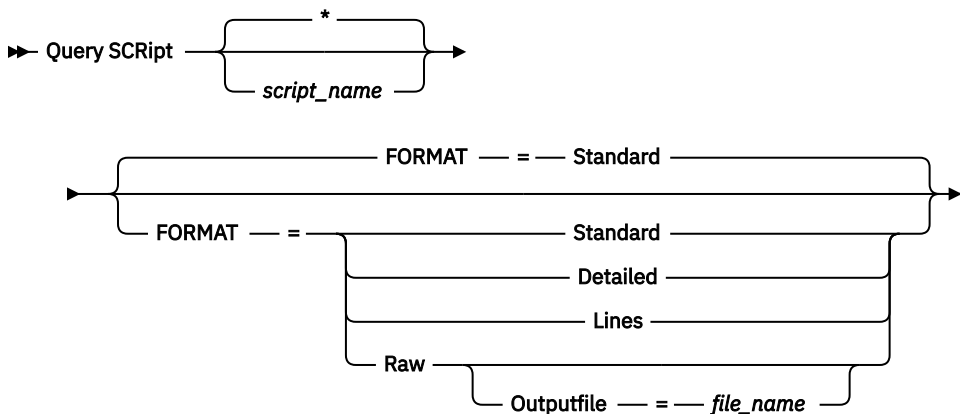 *
Query SCRipt
script_name
FORMAT = Standard
FORMAT = Standard
Detailed
Lines
Raw
Outputfile = file_name